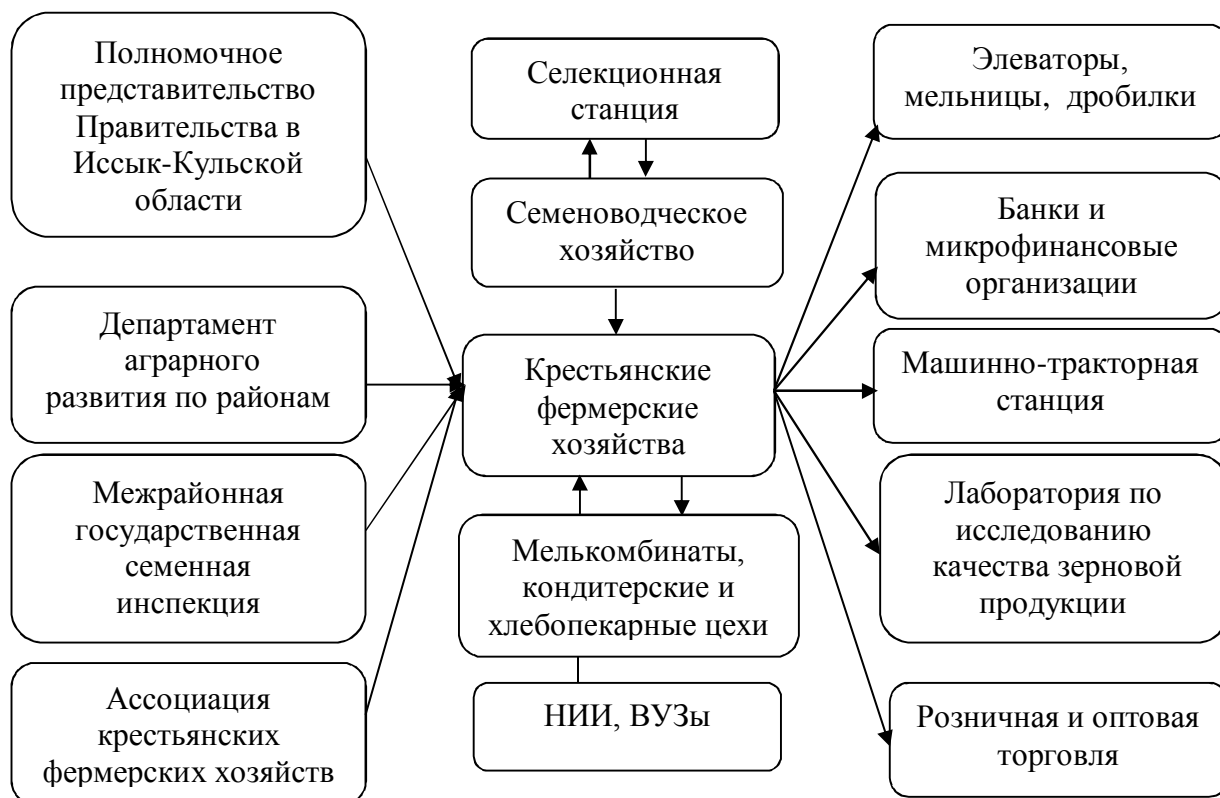 Полномочное
представительство
Правительства в
Иссык-Кульской
области
Департамент
аграрного
развития по районам
Межрайонная
государственная
семенная
инспекция
Ассоциация
крестьянских
фермерских хозяйств
Селекционная
станция
Семеноводческое
хозяйство
Крестьянские
фермерские
хозяйства
Мелькомбинаты,
кондитерские и
хлебопекарные цехи
НИИ, ВУЗы
Элеваторы,
мельницы, дробилки
Банки и
микрофинансовые
организации
Машинно-тракторная
станция
Лаборатория по
исследованию
качества зерновой
продукции
Розничная и оптовая
торговля